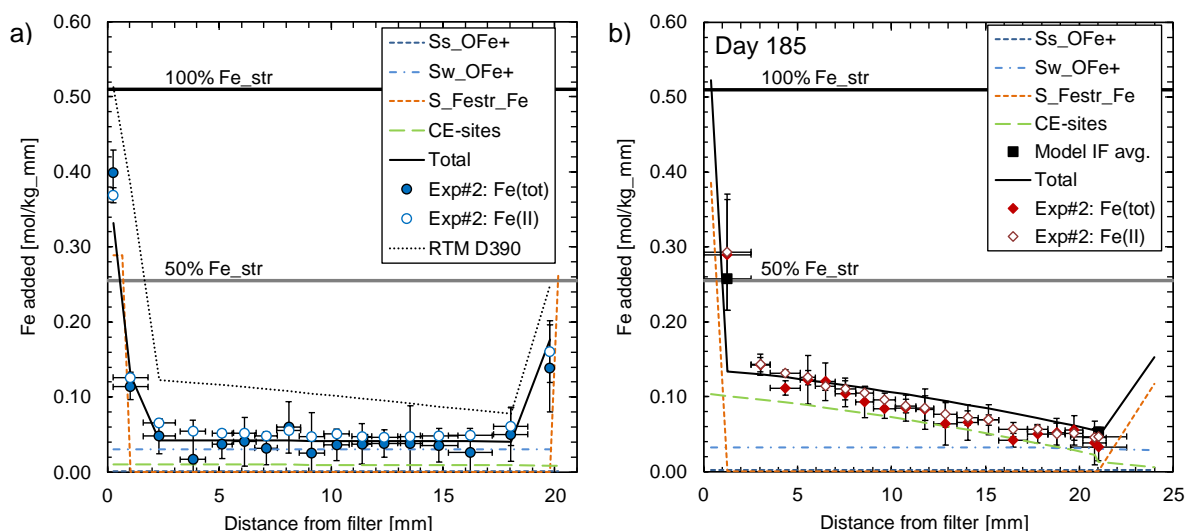 a)
0.60
0.50
0.40
0.30
0.20
0.10
0.00
Fe added [mol/kg_mm]
100% Fe_str
50% Fe_str
Ss_OFe+
Sw_OFe+
S_Festr_Fe
CE-sites
Total
Exp#2: Fe(tot)
Exp#2: Fe(II)
RTM D390
0 5 10 15 20
Distance from filter [mm]
b)
0.60
0.50
0.40
0.30
0.20
0.10
0.00
Fe added [mol/kg_mm]
Day 185
100% Fe_str
50% Fe_str
Ss_OFe+
Sw_OFe+
S_Festr_Fe
CE-sites
Model IF avg.
Total
Exp#2: Fe(tot)
Exp#2: Fe(II)
0 5 10 15 20 25
Distance from filter [mm]